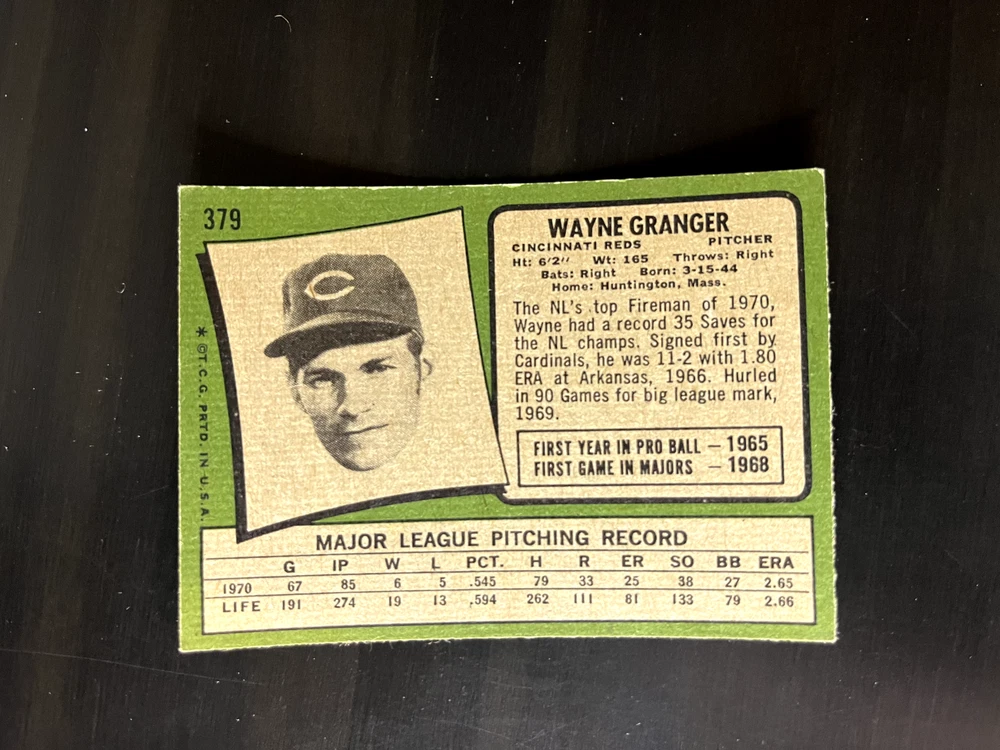 379
* ©T.C.G. PRTD. IN U.S.A.
C
WAYNE GRANGER
CINCINNATI REDS PITCHER
Ht: 6'2" Wt: 165 Throws: Right
Bats: Right Born: 3-15-44
Home: Huntington, Mass.
The NL's top Fireman of 1970,
Wayne had a record 35 Saves for
the NL champs. Signed first by
Cardinals, he was 11-2 with 1.80
ERA at Arkansas, 1966. Hurled
in 90 Games for big league mark,
1969.
FIRST YEAR IN PRO BALL – 1965
FIRST GAME IN MAJORS – 1968
MAJOR LEAGUE PITCHING RECORD
G IP W L PCT. H R ER SO BB ERA
1970 67 85 6 5 .545 79 33 25 38 27 2.65
LIFE 191 274 19 13 .594 262 111 81 133 79 2.66